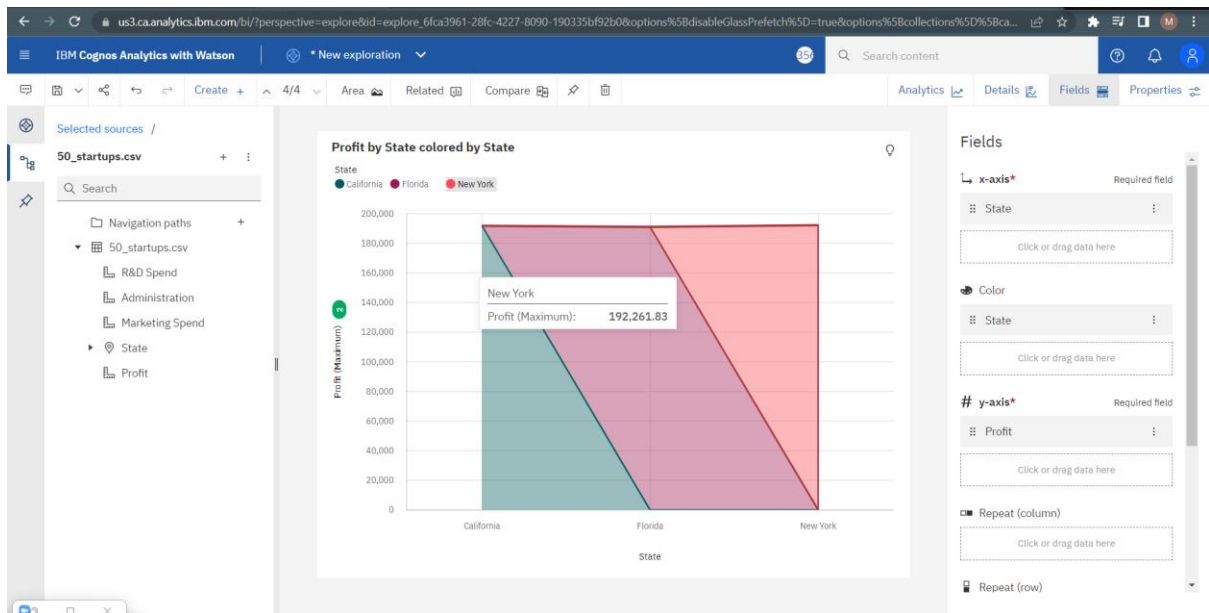 us3.ca.analytics.ibm.com/bi/?perspective=explore&id=explore_6fca3961-28fc-4227-8090-190335bf92b0&options%5BdisableGlassPrefetch%5D=true&options%5Bcollections%5D%5Bca...
M
IBM Cognos Analytics with Watson
* New exploration
Search content
Create +
4/4
Area
Related
Compare
Analytics
Details
Fields
Properties
Selected sources /
50_startups.csv
Search
Navigation paths
50_startups.csv
R&D Spend
Administration
Marketing Spend
State
Profit
Profit by State colored by State
State
California
Florida
New York
200,000
180,000
160,000
140,000
120,000
100,000
80,000
60,000
40,000
20,000
0
2
Profit (Maximum)
New York
Profit (Maximum): 192,261.83
California
Florida
New York
State
Fields
x-axis* Required field
State
Click or drag data here
Color
State
Click or drag data here
# y-axis* Required field
Profit
Click or drag data here
Repeat (column)
Click or drag data here
Repeat (row)